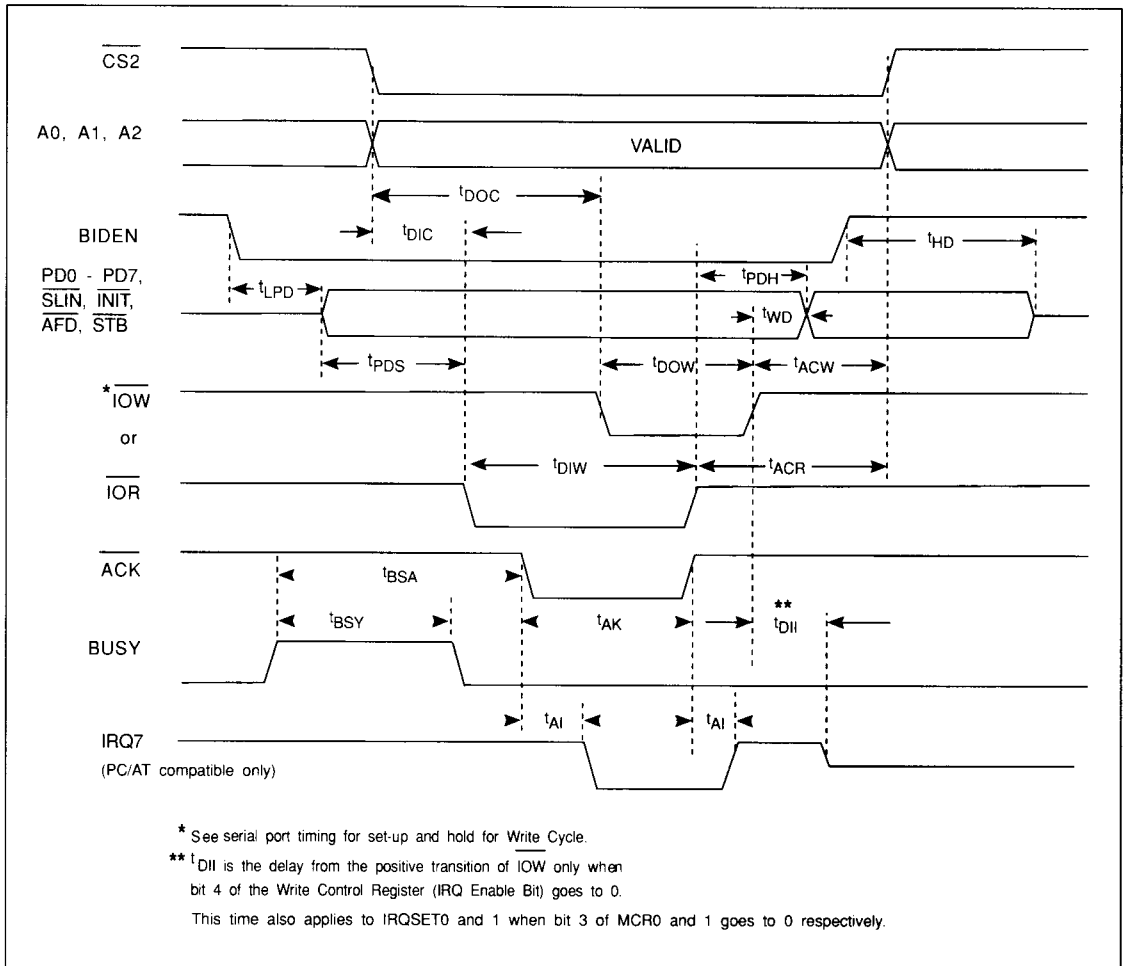 CS2
A0, A1, A2
VALID
tDOC
BIDEN
tDIC
tHD
PD0 - PD7,
SLIN, INIT,
AFD, STB
tLPD
tPDH
tWD
tPDS
tDOW
tACW
*IOW
or
tDIW
tACR
IOR
ACK
tBSA
**
tBSY
tAK
tDII
BUSY
tAI
tAI
IRQ7
(PC/AT compatible only)
* See serial port timing for set-up and hold for Write Cycle.
** tDII is the delay from the positive transition of IOW only when
bit 4 of the Write Control Register (IRQ Enable Bit) goes to 0.
This time also applies to IRQSET0 and 1 when bit 3 of MCR0 and 1 goes to 0 respectively.